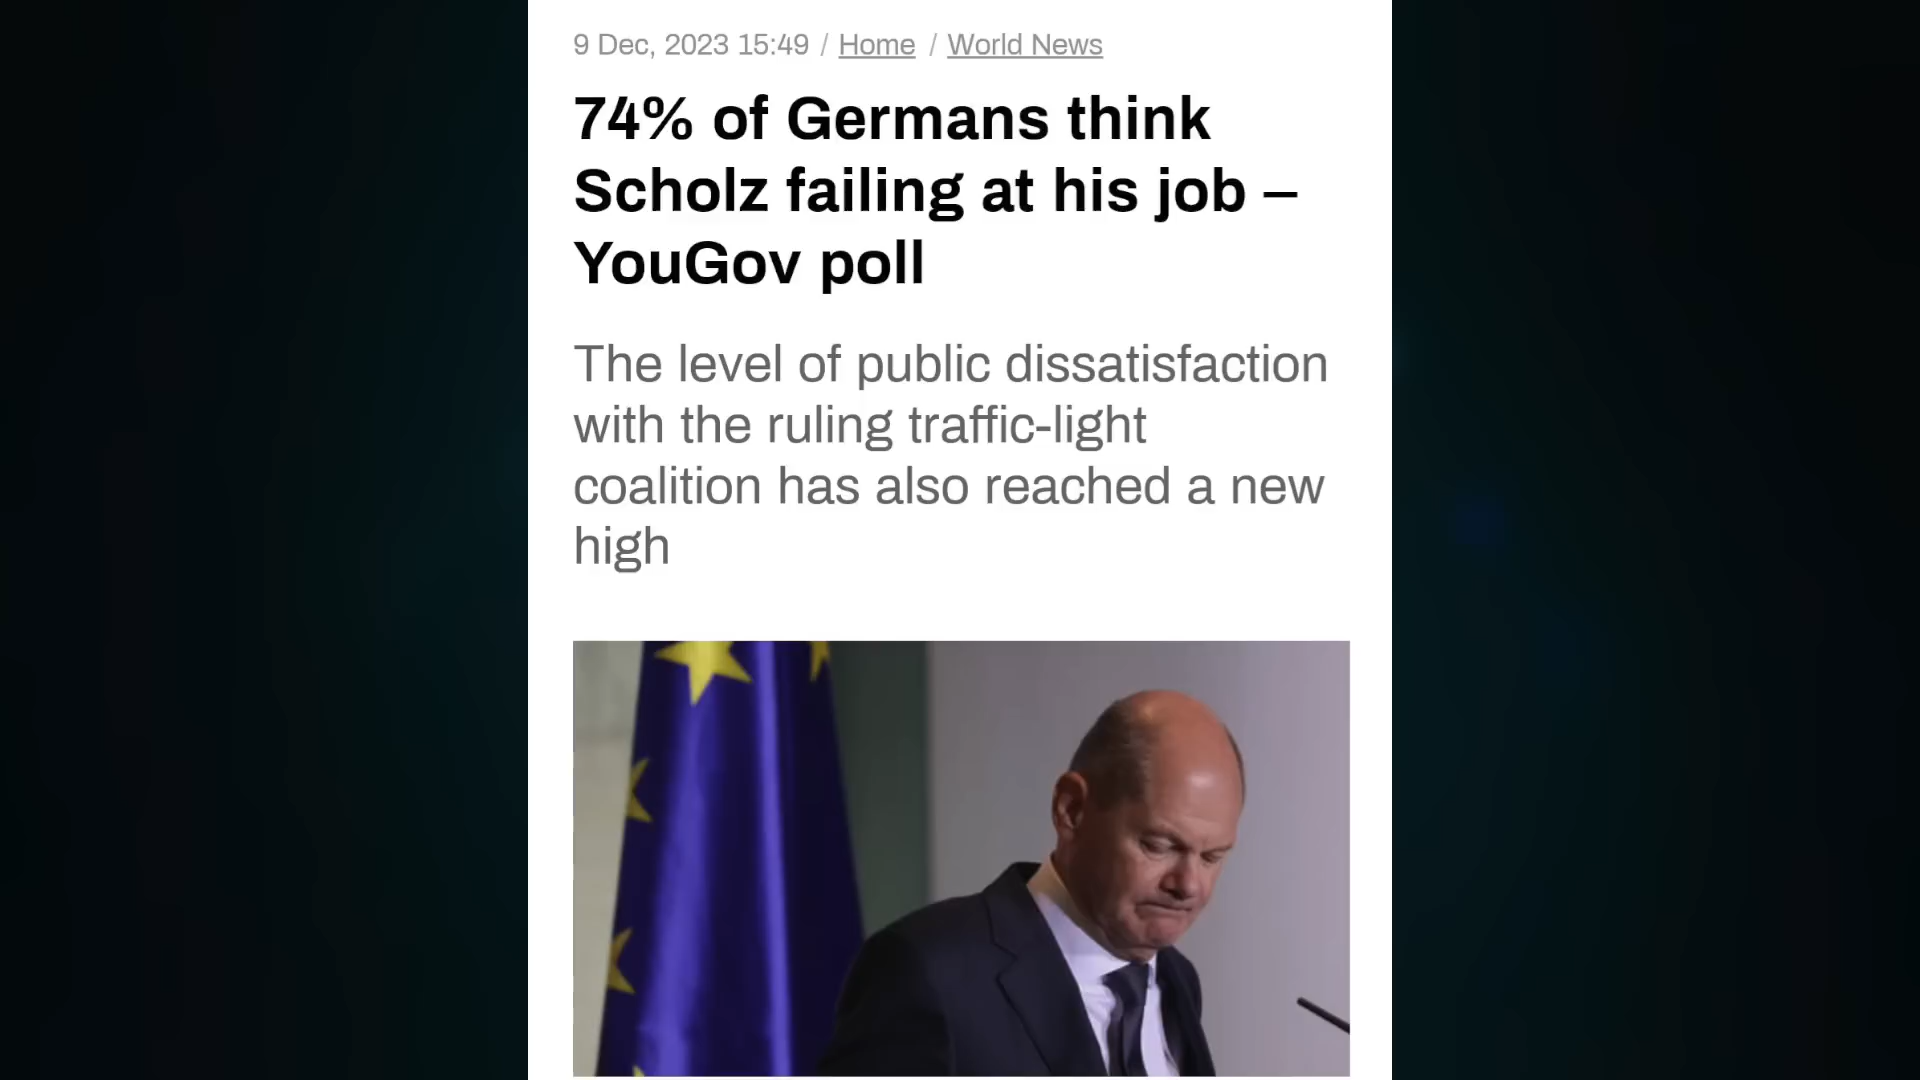 9 Dec, 2023 15:49 / Home / World News
74% of Germans think
Scholz failing at his job –
YouGov poll
The level of public dissatisfaction
with the ruling traffic-light
coalition has also reached a new
high